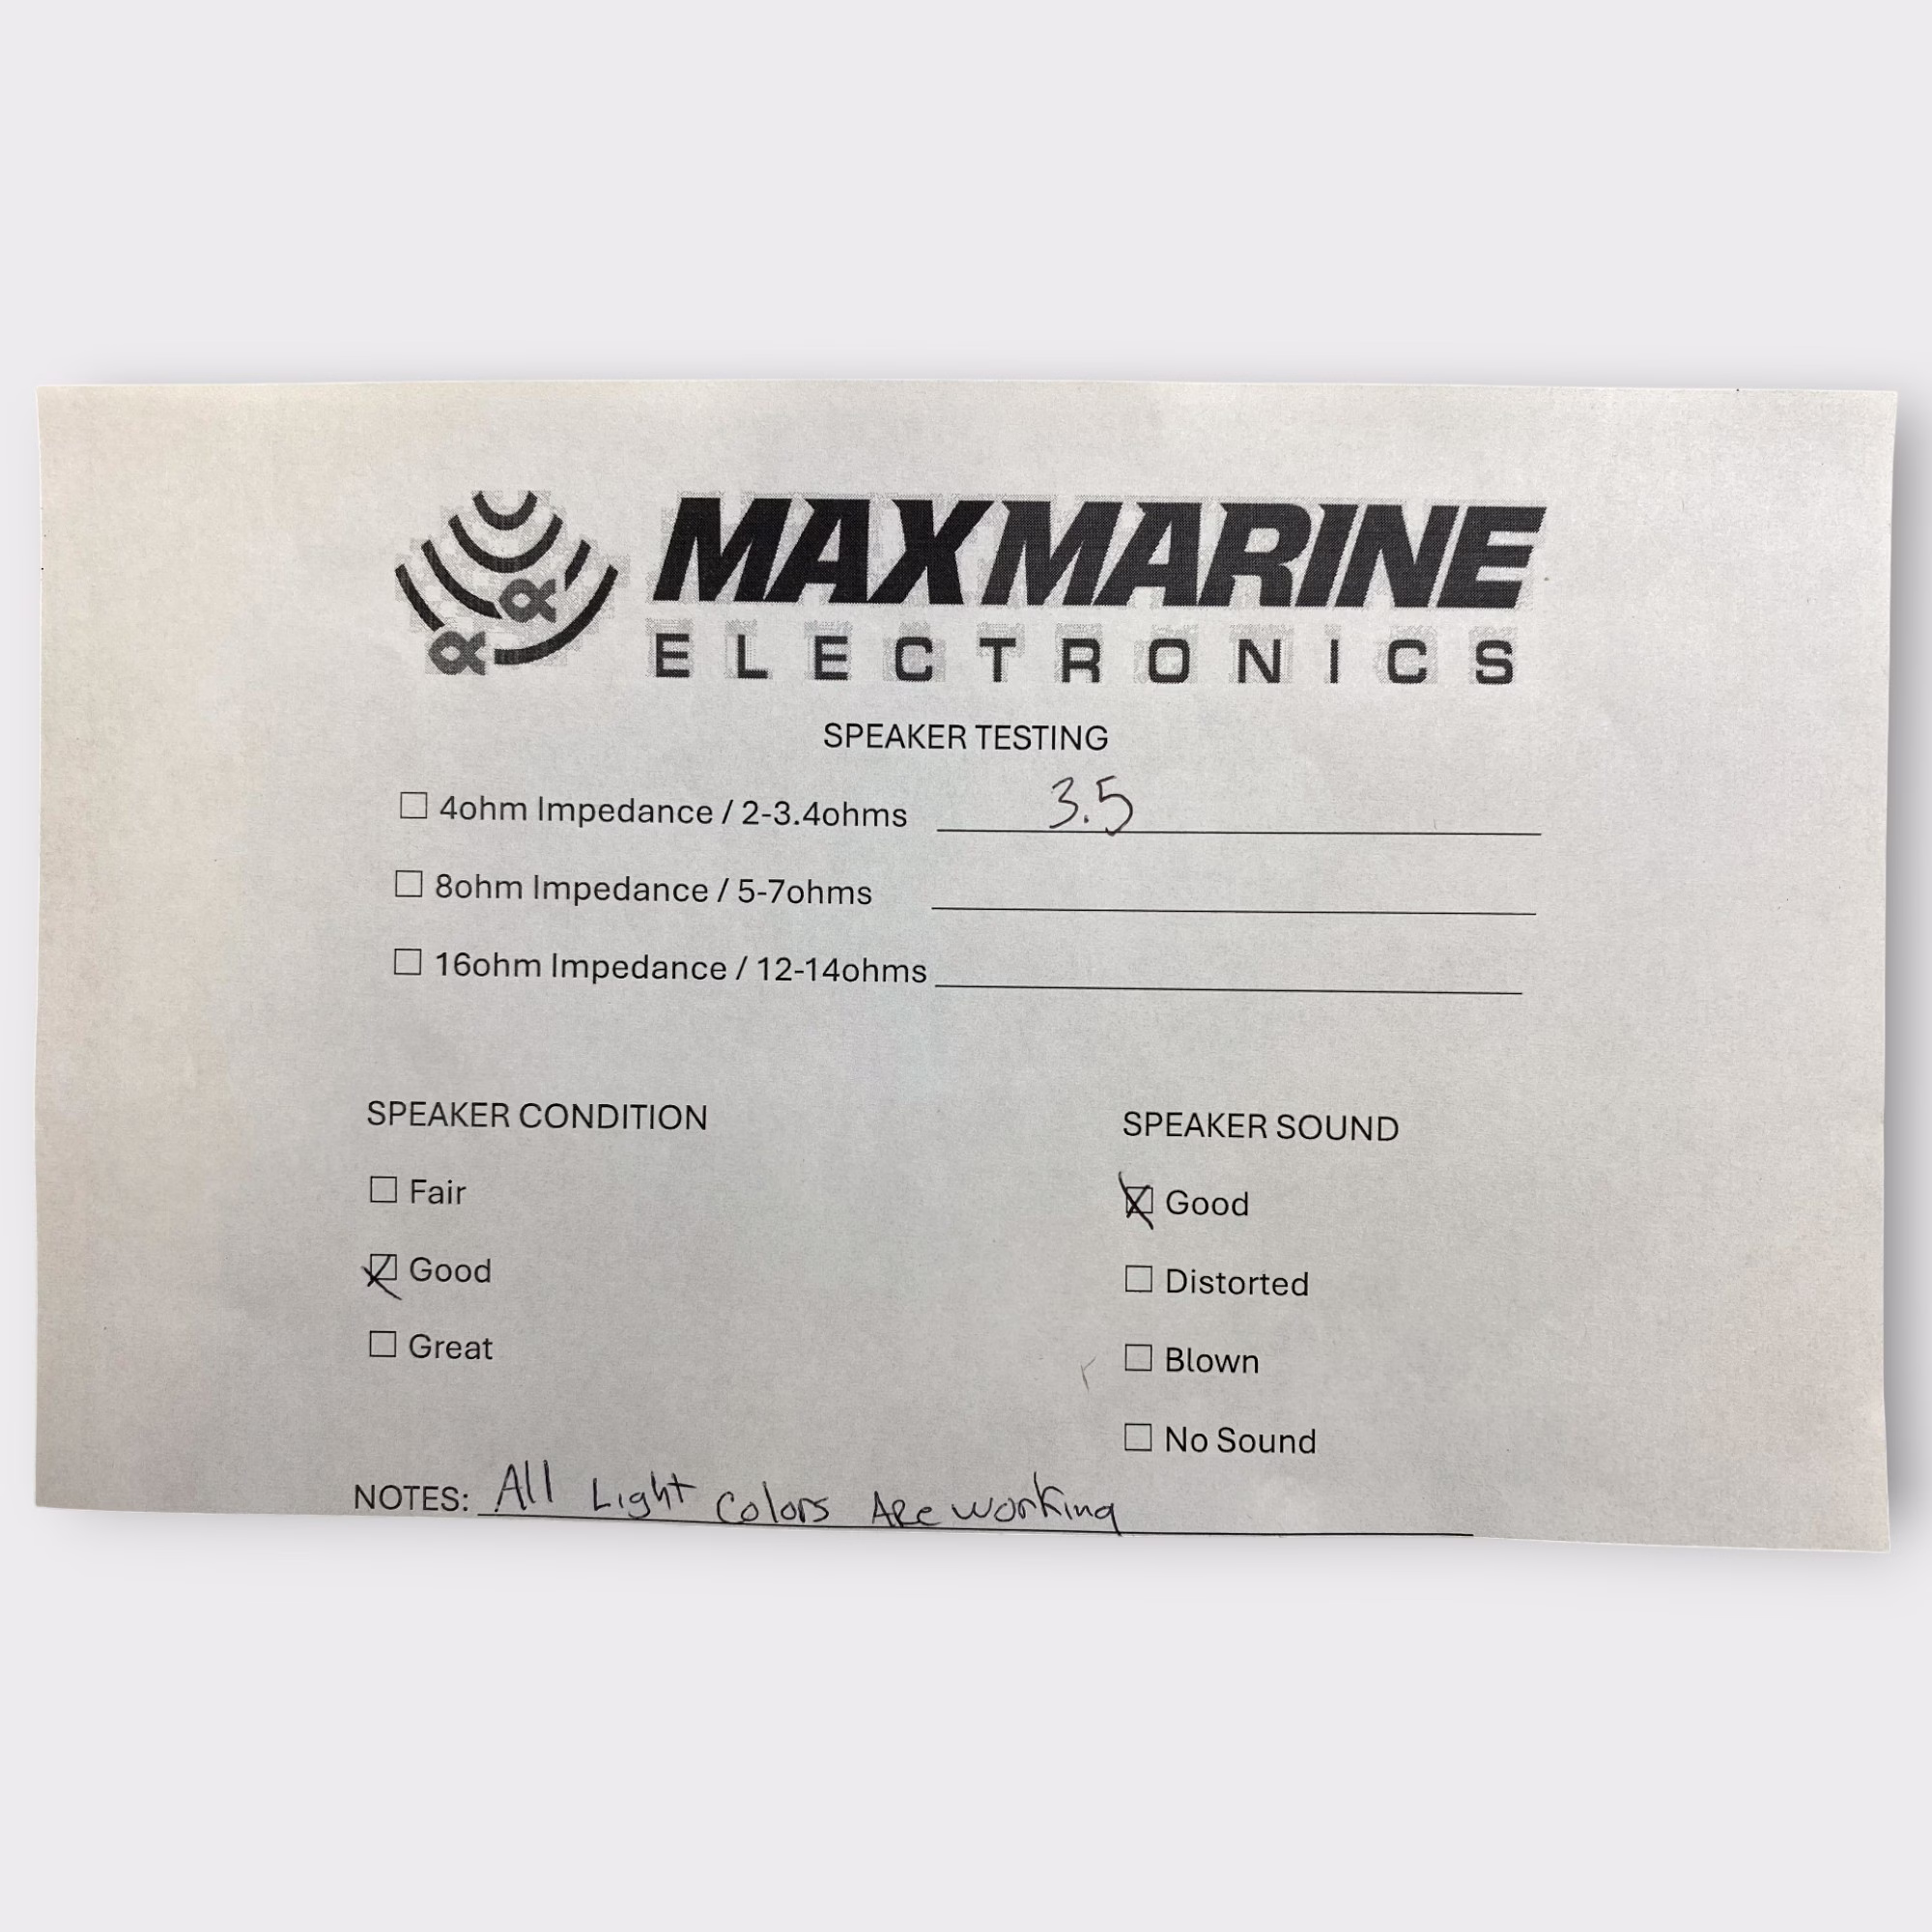 MAXMARINE
ELECTRONICS
SPEAKER TESTING
☐ 4ohm Impedance / 2-3.4ohms 3.5
☐ 8ohm Impedance / 5-7ohms
☐ 16ohm Impedance / 12-14ohms
SPEAKER CONDITION
☐ Fair
☒ Good
☐ Great
SPEAKER SOUND
☒ Good
☐ Distorted
☐ Blown
☐ No Sound
NOTES: All Light Colors ARe working